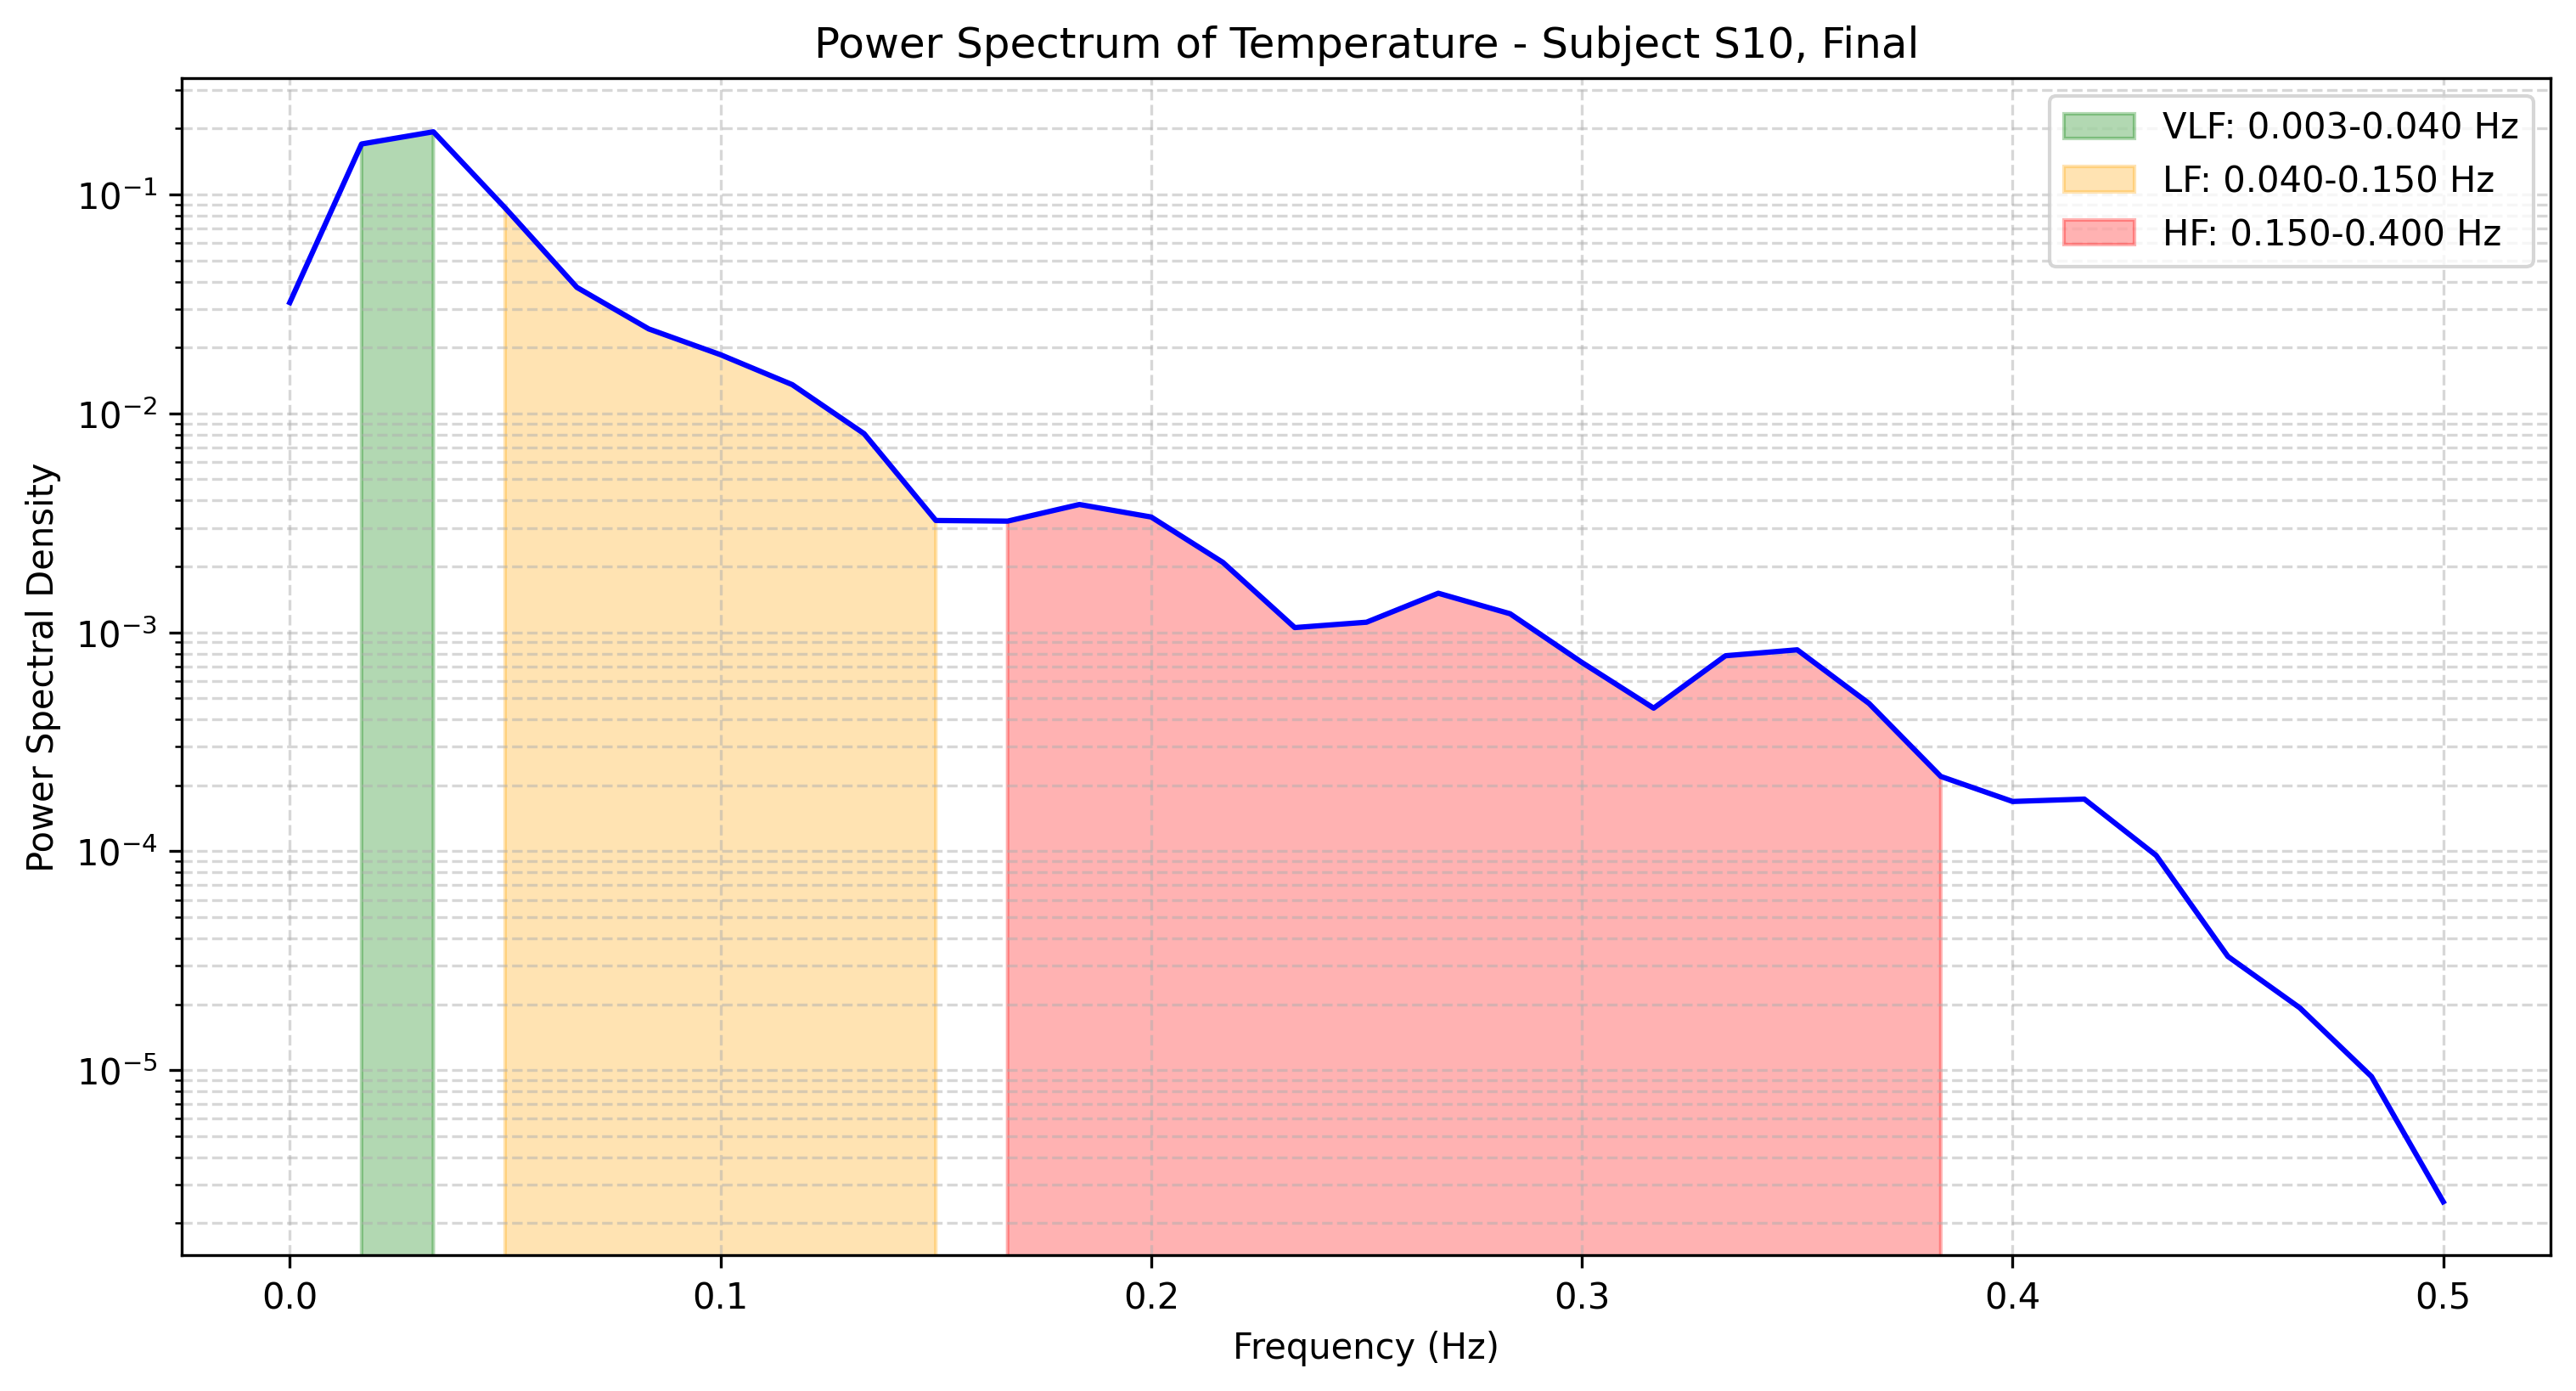 Power Spectrum of Temperature - Subject S10, Final
VLF: 0.003-0.040 Hz
LF: 0.040-0.150 Hz
HF: 0.150-0.400 Hz
Power Spectral Density
10⁻¹
10⁻²
10⁻³
10⁻⁴
10⁻⁵
0.0 0.1 0.2 0.3 0.4 0.5
Frequency (Hz)